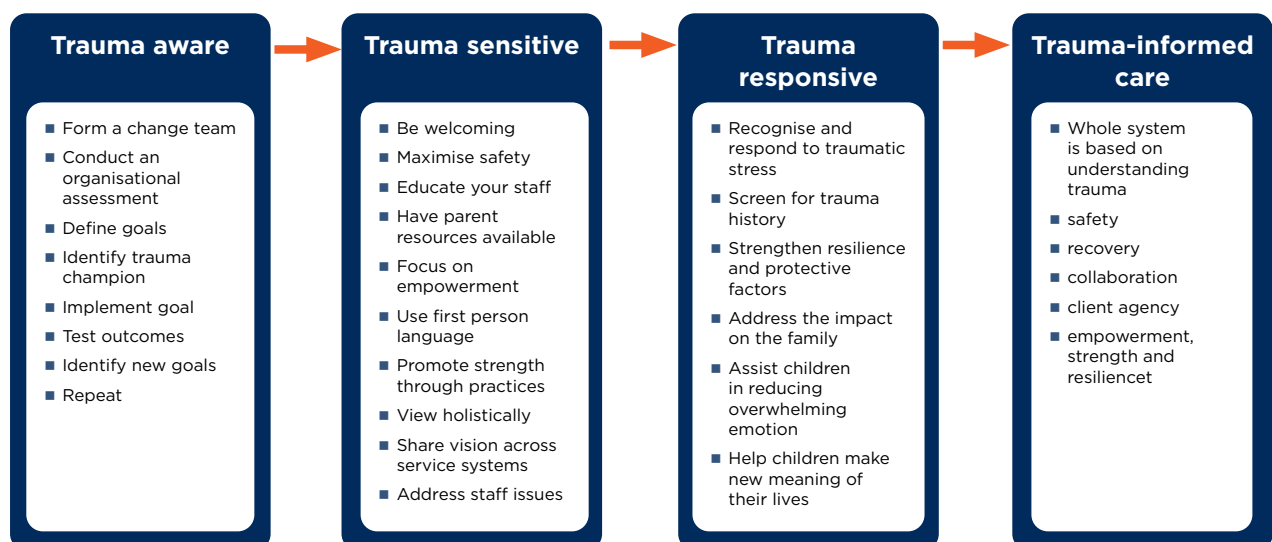 Trauma aware
Form a change team
Conduct an
organisational
assessment
Define goals
Identify trauma
champion
Implement goal
Test outcomes
Identify new goals
Repeat
Trauma sensitive
Be welcoming
Maximise safety
Educate your staff
Have parent
resources available
Focus on
empowerment
Use first person
language
Promote strength
through practices
View holistically
Share vision across
service systems
Address staff issues
Trauma
responsive
Recognise and
respond to traumatic
stress
Screen for trauma
history
Strengthen resilience
and protective
factors
Address the impact
on the family
Assist children
in reducing
overwhelming
emotion
Help children make
new meaning of
their lives
Trauma-informed
care
Whole system
is based on
understanding
trauma
safety
recovery
collaboration
client agency
empowerment,
strength and
resiliencet